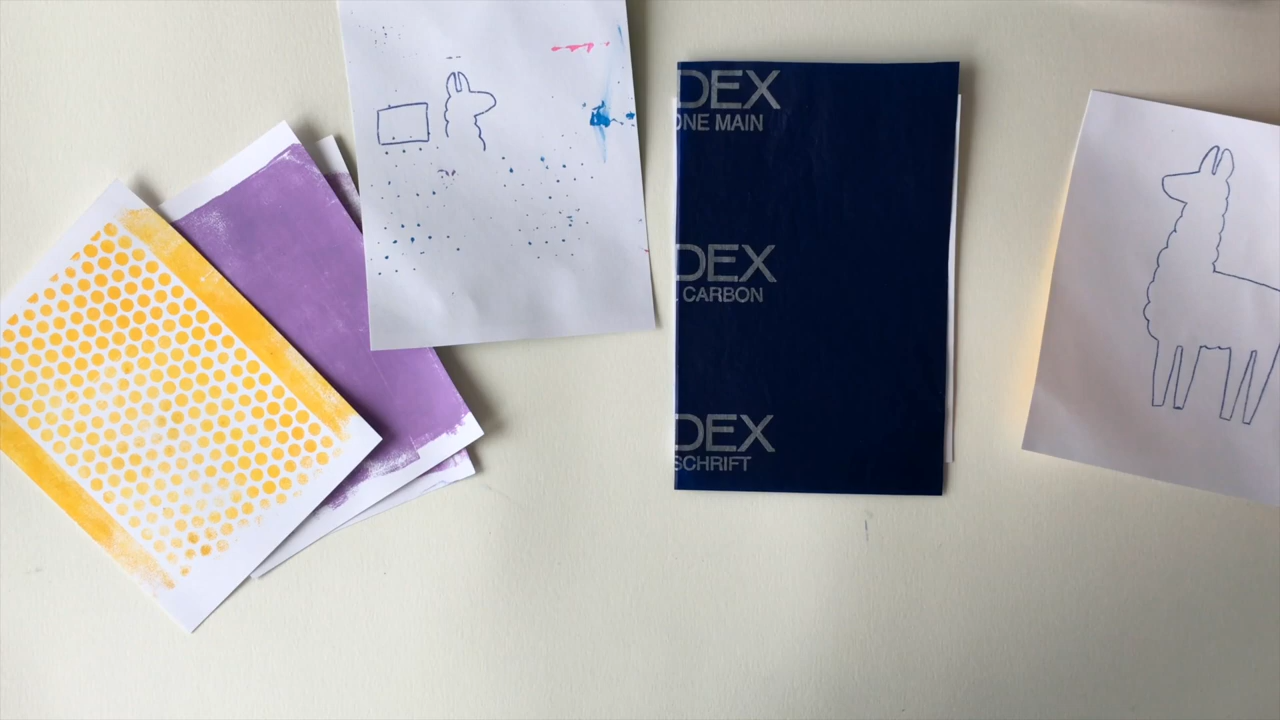 DEX
ONE MAIN
DEX
CARBON
DEX
SCHRIFT